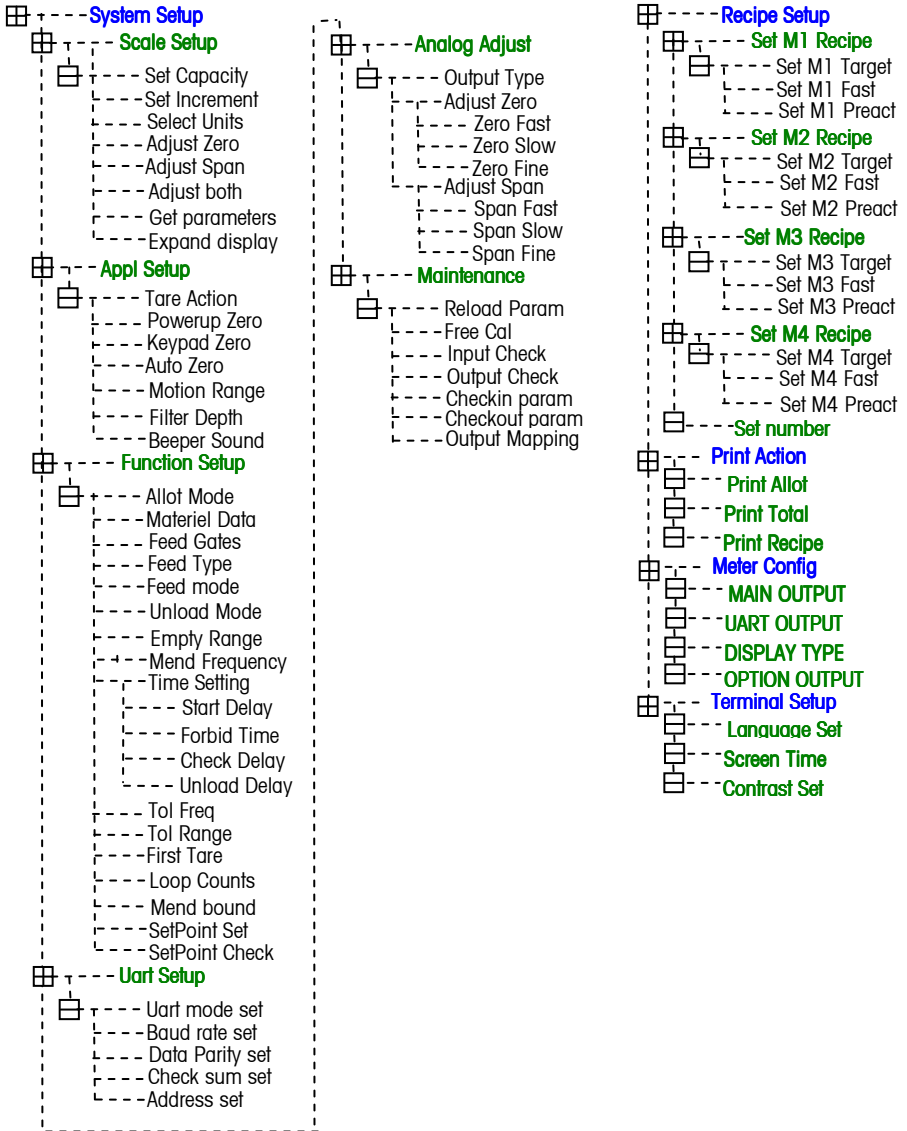 System Setup
Scale Setup
Set Capacity
Set Increment
Select Units
Adjust Zero
Adjust Span
Adjust both
Get parameters
Expand display
Appl Setup
Tare Action
Powerup Zero
Keypad Zero
Auto Zero
Motion Range
Filter Depth
Beeper Sound
Function Setup
Allot Mode
Materiel Data
Feed Gates
Feed Type
Feed mode
Unload Mode
Empty Range
Mend Frequency
Time Setting
Start Delay
Forbid Time
Check Delay
Unload Delay
Tol Freq
Tol Range
First Tare
Loop Counts
Mend bound
SetPoint Set
SetPoint Check
Uart Setup
Uart mode set
Baud rate set
Data Parity set
Check sum set
Address set
Analog Adjust
Output Type
Adjust Zero
Zero Fast
Zero Slow
Zero Fine
Adjust Span
Span Fast
Span Slow
Span Fine
Maintenance
Reload Param
Free Cal
Input Check
Output Check
Checkin param
Checkout param
Output Mapping
Recipe Setup
Set M1 Recipe
Set M1 Target
Set M1 Fast
Set M1 Preact
Set M2 Recipe
Set M2 Target
Set M2 Fast
Set M2 Preact
Set M3 Recipe
Set M3 Target
Set M3 Fast
Set M3 Preact
Set M4 Recipe
Set M4 Target
Set M4 Fast
Set M4 Preact
Set number
Print Action
Print Allot
Print Total
Print Recipe
Meter Config
MAIN OUTPUT
UART OUTPUT
DISPLAY TYPE
OPTION OUTPUT
Terminal Setup
Language Set
Screen Time
Contrast Set